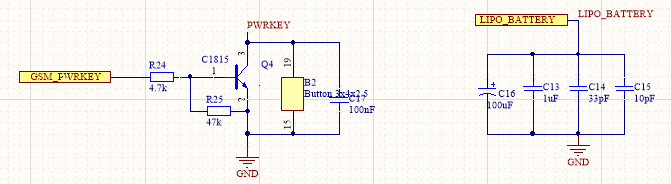 PWRKEY
LIPO_BATTERY
LIPO_BATTERY
C1815
3
19
R24
1
Q4
GSM_PWRKEY
4.7k
B2
Button 3x4x2.5
R25
2
C17
100nF
47k
15
GND
C16
100uF
C13
1uF
C14
33pF
C15
10pF
GND